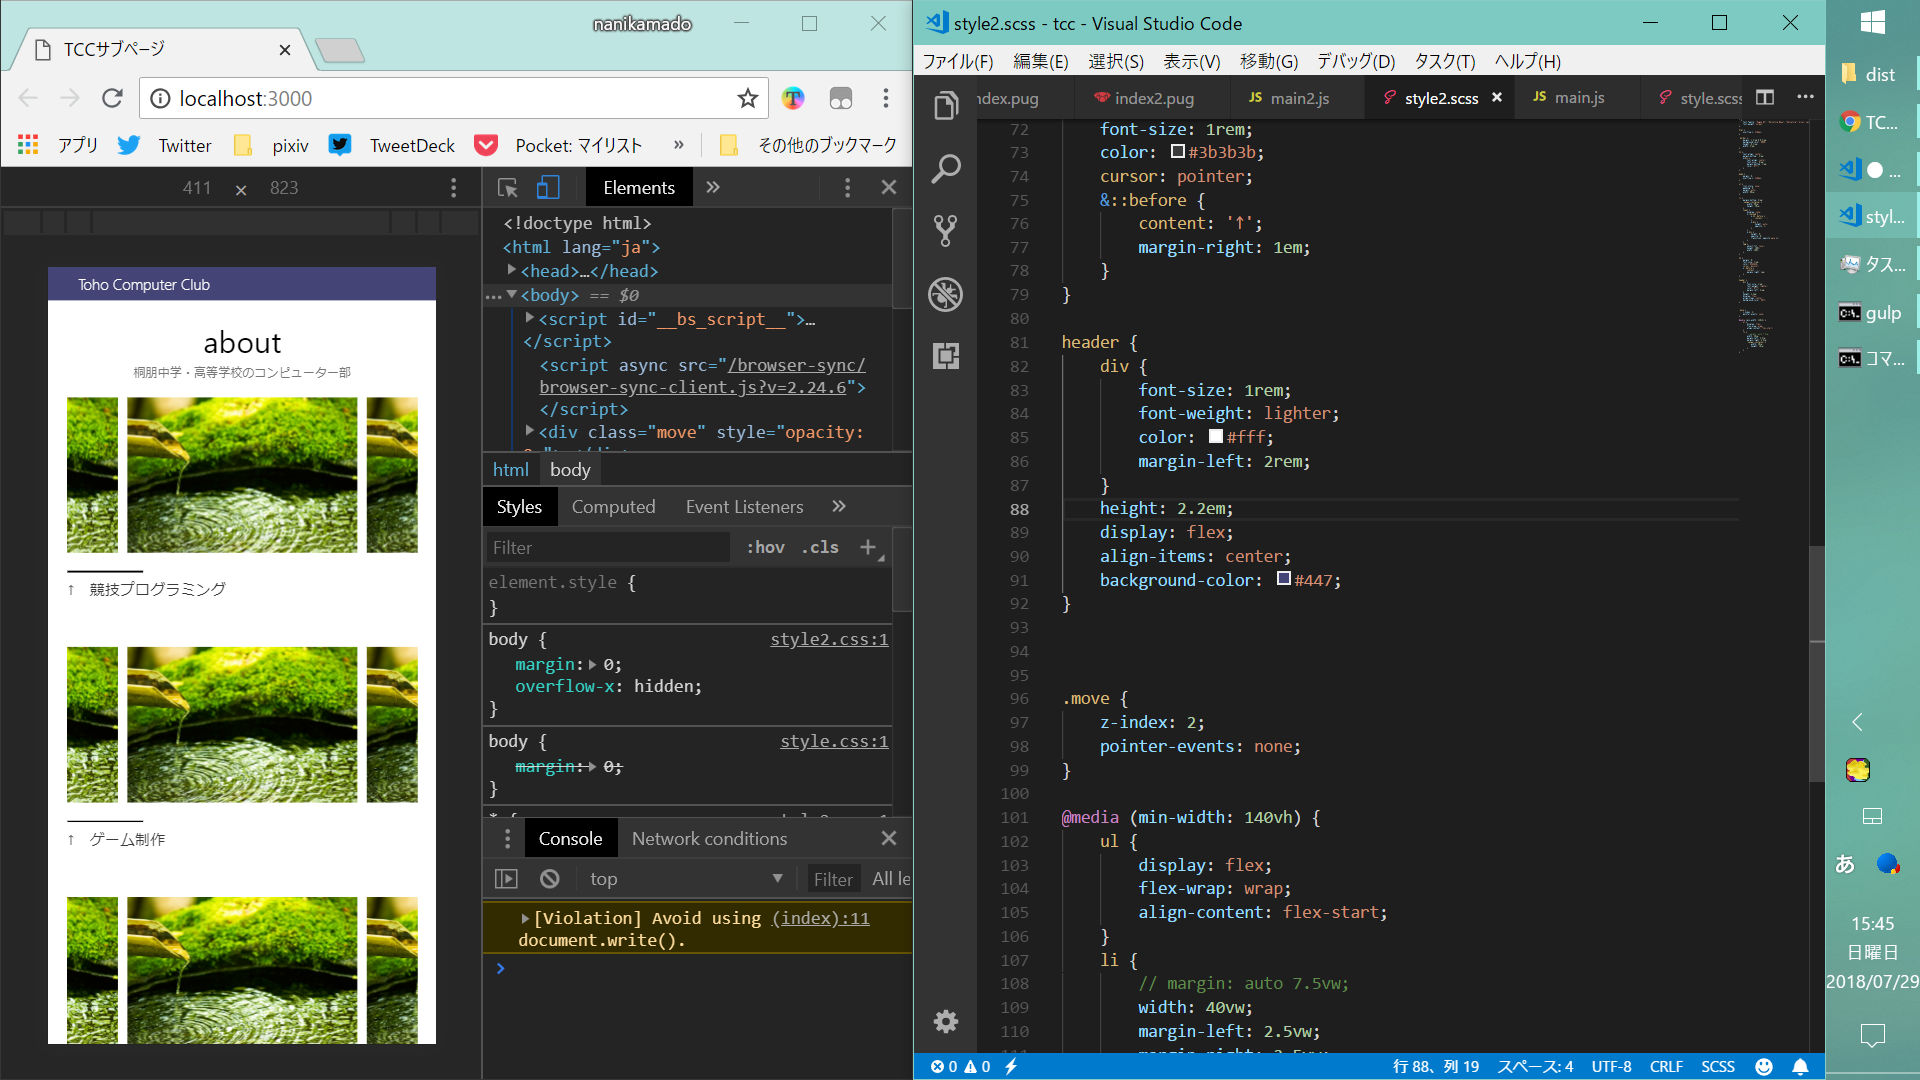 nanikamado
TCCサブページ
localhost:3000
アプリ Twitter pixiv TweetDeck Pocket: マイリスト » その他のブックマーク
411 × 823
Toho Computer Club
about
桐朋中学・高等学校のコンピューター部
↑ 競技プログラミング
↑ ゲーム制作
Elements »
<!doctype html>
<html lang="ja">
<head>…</head>
… <body> == $0
<script id="__bs_script__">…
</script>
<script async src="/browser-sync/
browser-sync-client.js?v=2.24.6">
</script>
<div class="move" style="opacity:
html body
Styles Computed Event Listeners »
Filter :hov .cls +
element.style {
}
body { style2.css:1
margin: 0;
overflow-x: hidden;
}
body { style.css:1
margin: 0;
}
Console Network conditions
top Filter All le
[Violation] Avoid using (index):11
document.write().
style2.scss - tcc - Visual Studio Code
ファイル(F) 編集(E) 選択(S) 表示(V) 移動(G) デバッグ(D) タスク(T) ヘルプ(H)
ndex.pug index2.pug JS main2.js style2.scss JS main.js style.scss
72 font-size: 1rem;
73 color: #3b3b3b;
74 cursor: pointer;
75 &::before {
76 content: '↑';
77 margin-right: 1em;
78 }
79 }
80
81 header {
82 div {
83 font-size: 1rem;
84 font-weight: lighter;
85 color: #fff;
86 margin-left: 2rem;
87 }
88 height: 2.2em;
89 display: flex;
90 align-items: center;
91 background-color: #447;
92 }
93
94
95
96 .move {
97 z-index: 2;
98 pointer-events: none;
99 }
100
101 @media (min-width: 140vh) {
102 ul {
103 display: flex;
104 flex-wrap: wrap;
105 align-content: flex-start;
106 }
107 li {
108 // margin: auto 7.5vw;
109 width: 40vw;
110 margin-left: 2.5vw;
0 0 行 88、列 19 スペース: 4 UTF-8 CRLF SCSS
dist
TC...
● ...
styl...
タス...
gulp
コマ...
あ
15:45
日曜日
2018/07/29